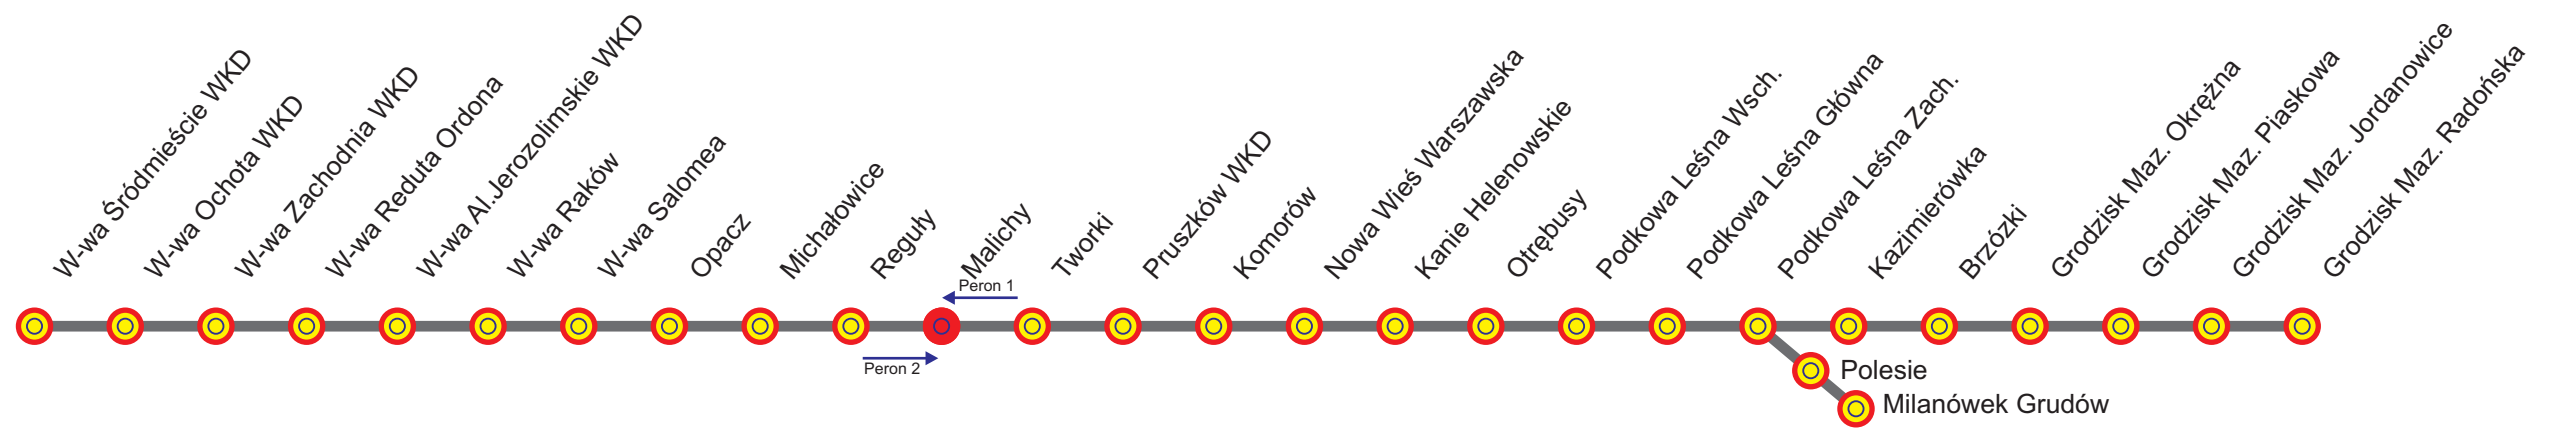 W-wa Śródmieście WKD
W-wa Ochota WKD
W-wa Zachodnia WKD
W-wa Reduta Ordona
W-wa Al.Jerozolimskie WKD
W-wa Raków
W-wa Salomea
Opacz
Michałowice
Reguły
Malichy
Tworki
Pruszków WKD
Komorów
Nowa Wieś Warszawska
Kanie Helenowskie
Otrębusy
Podkowa Leśna Wsch.
Podkowa Leśna Główna
Podkowa Leśna Zach.
Kazimierówka
Brzózki
Grodzisk Maz. Okrężna
Grodzisk Maz. Piaskowa
Grodzisk Maz. Jordanowice
Grodzisk Maz. Radońska
Peron 1
Peron 2
Polesie
Milanówek Grudów